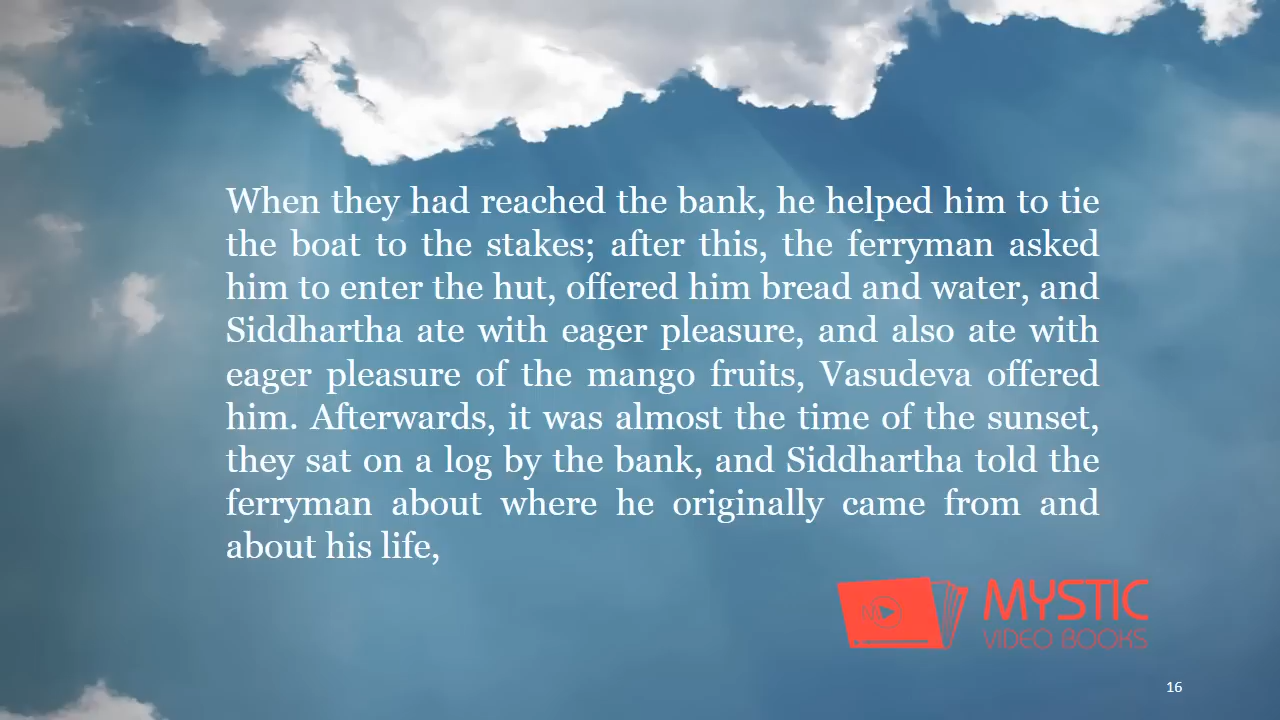 When they had reached the bank, he helped him to tie
the boat to the stakes; after this, the ferryman asked
him to enter the hut, offered him bread and water, and
Siddhartha ate with eager pleasure, and also ate with
eager pleasure of the mango fruits, Vasudeva offered
him. Afterwards, it was almost the time of the sunset,
they sat on a log by the bank, and Siddhartha told the
ferryman about where he originally came from and
about his life,
MYSTIC
VIDEO BOOKS
16